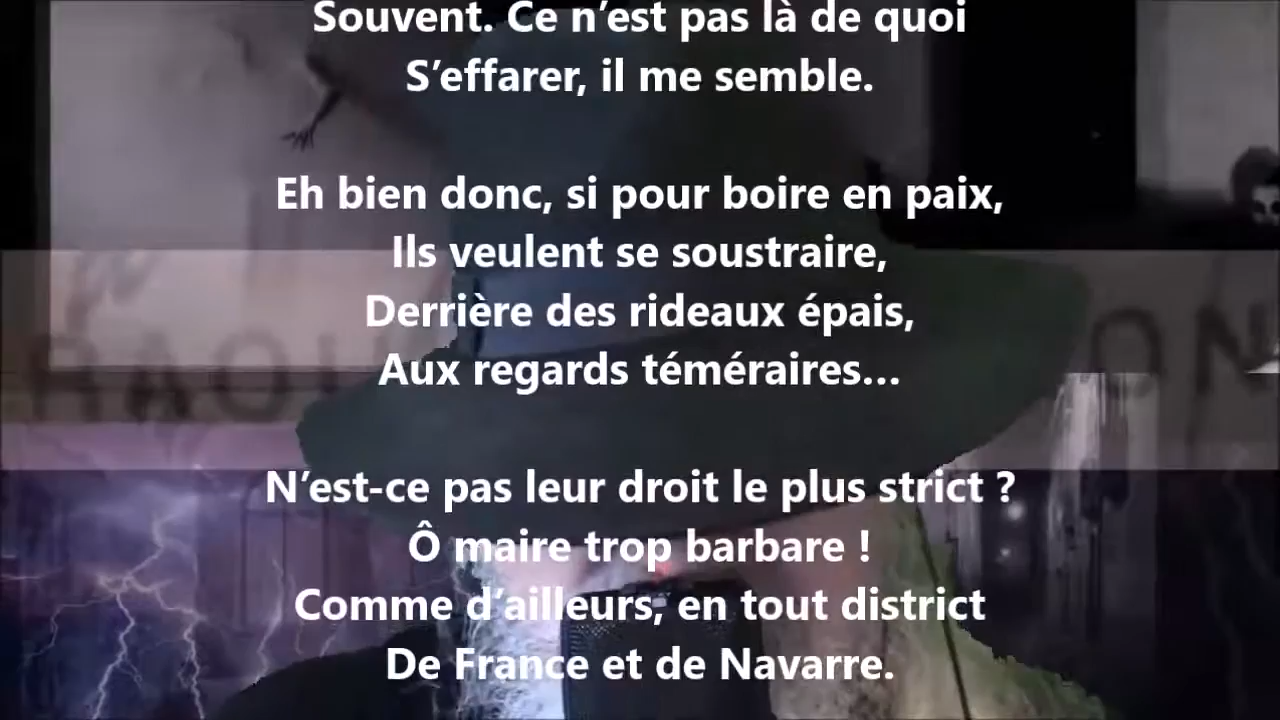 Souvent. Ce n’est pas là de quoi
S’effarer, il me semble.
Eh bien donc, si pour boire en paix,
Ils veulent se soustraire,
Derrière des rideaux épais,
Aux regards téméraires…
N’est-ce pas leur droit le plus strict ?
Ô maire trop barbare !
Comme d’ailleurs, en tout district
De France et de Navarre.